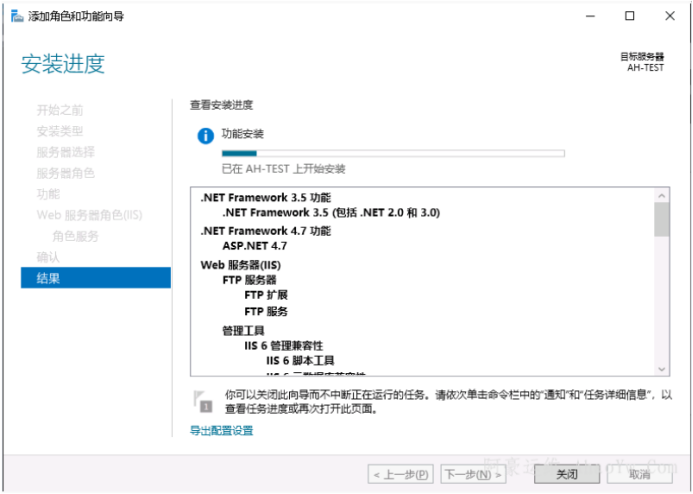 添加角色和功能向导
安装进度
目标服务器
AH-TEST
开始之前
安装类型
服务器选择
服务器角色
功能
Web 服务器角色(IIS)
角色服务
确认
结果
查看安装进度
功能安装
已在 AH-TEST 上开始安装
.NET Framework 3.5 功能
.NET Framework 3.5 (包括 .NET 2.0 和 3.0)
.NET Framework 4.7 功能
ASP.NET 4.7
Web 服务器(IIS)
FTP 服务器
FTP 扩展
FTP 服务
管理工具
IIS 6 管理兼容性
IIS 6 脚本工具
IIS 6 元数据库兼容性
你可以关闭此向导而不中断正在运行的任务。请依次单击命令栏中的“通知”和“任务详细信息”，以
查看任务进度或再次打开此页面。
导出配置设置
< 上一步(P)
下一步(N) >
关闭
取消